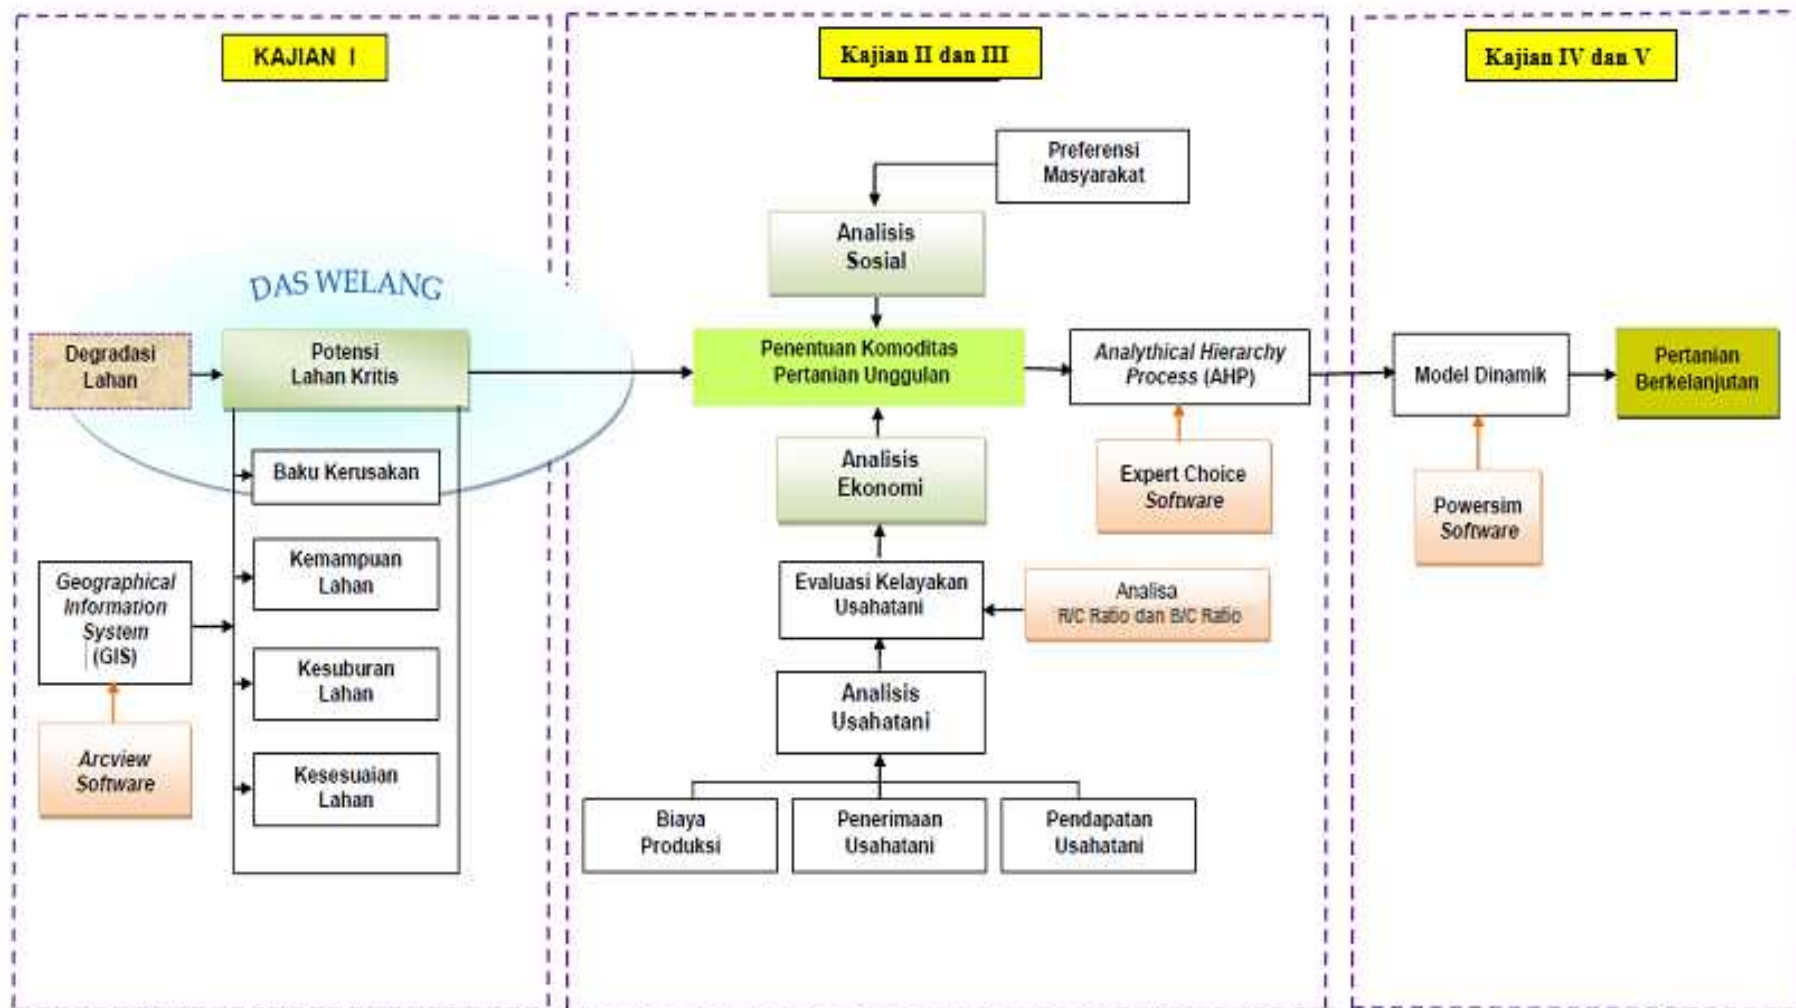 KAJIAN I
DAS WELANG
Degradasi
Lahan
Potensi
Lahan Kritis
Baku Kerusakan
Kemampuan
Lahan
Kesuburan
Lahan
Kesesuaian
Lahan
Geographical
Information
System
(GIS)
Arcview
Software
Kajian II dan III
Preferensi
Masyarakat
Analisis
Sosial
Penentuan Komoditas
Pertanian Unggulan
Analythical Hierarchy
Process (AHP)
Expert Choice
Software
Analisis
Ekonomi
Evaluasi Kelayakan
Usahatani
Analisa
R/C Ratio dan B/C Ratio
Analisis
Usahatani
Biaya
Produksi
Penerimaan
Usahatani
Pendapatan
Usahatani
Kajian IV dan V
Model Dinamik
Powersim
Software
Pertanian
Berkelanjutan